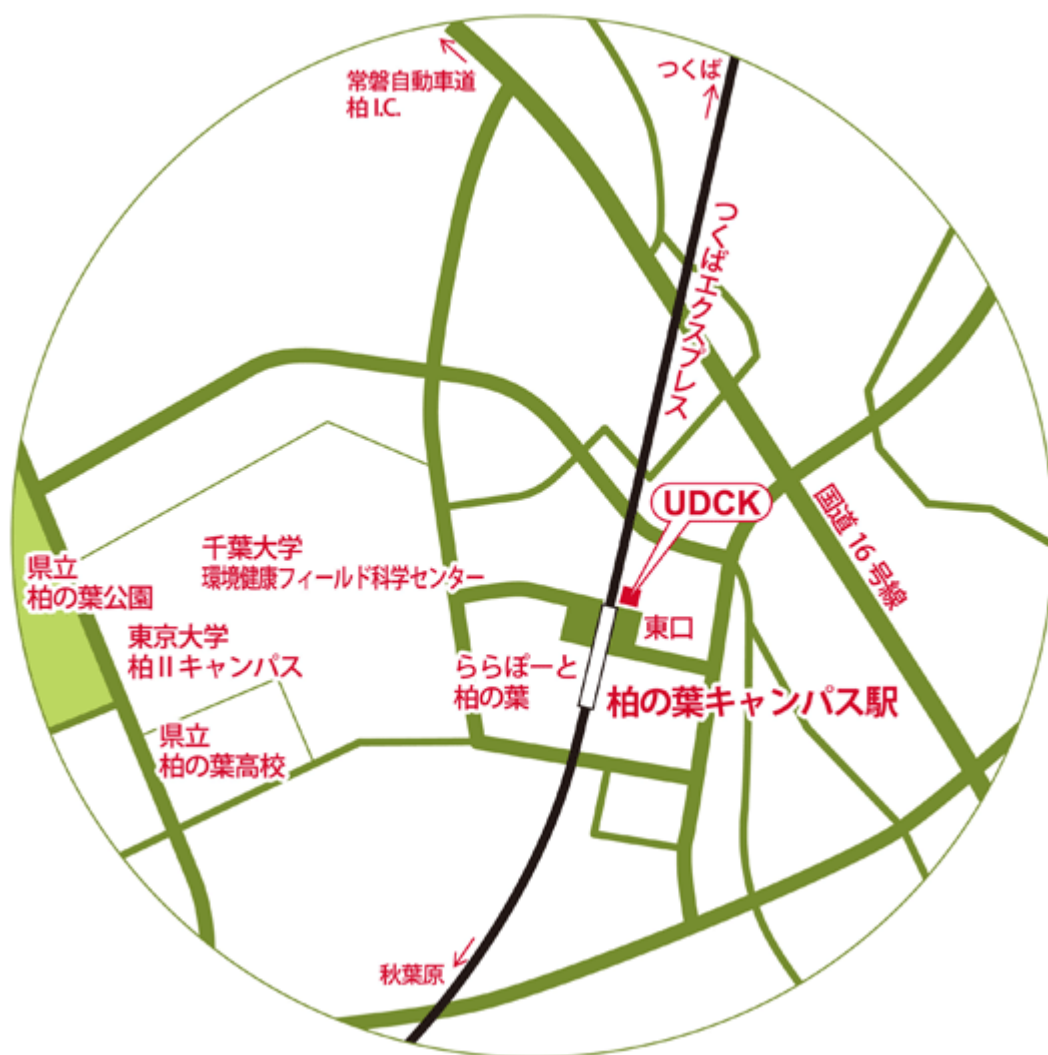 常磐自動車道
柏 I.C.
つくば
つくばエクスプレス
UDCK
国道 16 号線
千葉大学
環境健康フィールド科学センター
県立
柏の葉公園
東口
東京大学
柏 II キャンパス
ららぽーと
柏の葉
柏の葉キャンパス駅
県立
柏の葉高校
秋葉原